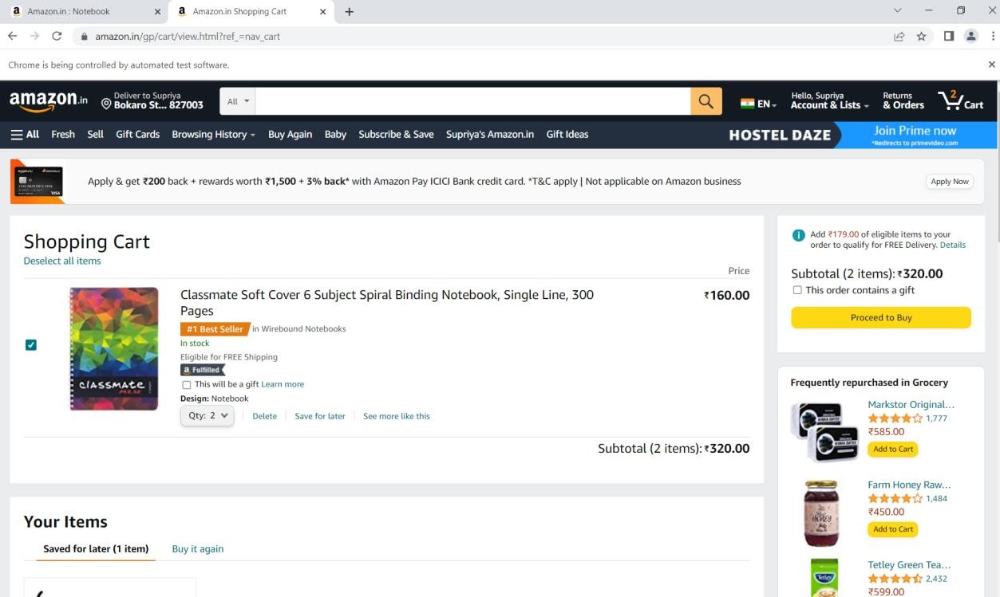 Amazon.in : Notebook
Amazon.in Shopping Cart
amazon.in/gp/cart/view.html?ref_=nav_cart
Chrome is being controlled by automated test software.
amazon.in
Deliver to Supriya
Bokaro St... 827003
All
EN
Hello, Supriya
Account & Lists
Returns
& Orders
2
Cart
All
Fresh
Sell
Gift Cards
Browsing History
Buy Again
Baby
Subscribe & Save
Supriya's Amazon.in
Gift Ideas
HOSTEL DAZE
Join Prime now
*Redirects to primevideo.com
Apply & get ₹200 back + rewards worth ₹1,500 + 3% back* with Amazon Pay ICICI Bank credit card. *T&C apply | Not applicable on Amazon business
Apply Now
Shopping Cart
Deselect all items
Price
Classmate Soft Cover 6 Subject Spiral Binding Notebook, Single Line, 300
Pages
₹160.00
#1 Best Seller in Wirebound Notebooks
In stock
Eligible for FREE Shipping
a Fulfilled
This will be a gift Learn more
Design: Notebook
Qty: 2
Delete
Save for later
See more like this
classmate
PULSE
Subtotal (2 items): ₹320.00
Add ₹179.00 of eligible items to your
order to qualify for FREE Delivery. Details
Subtotal (2 items): ₹320.00
This order contains a gift
Proceed to Buy
Your Items
Saved for later (1 item)
Buy it again
Frequently repurchased in Grocery
Markstor Original...
1,777
₹585.00
Add to Cart
Farm Honey Raw...
1,484
₹450.00
Add to Cart
HONEY
Tetley Green Tea...
2,432
₹599.00
Tetley